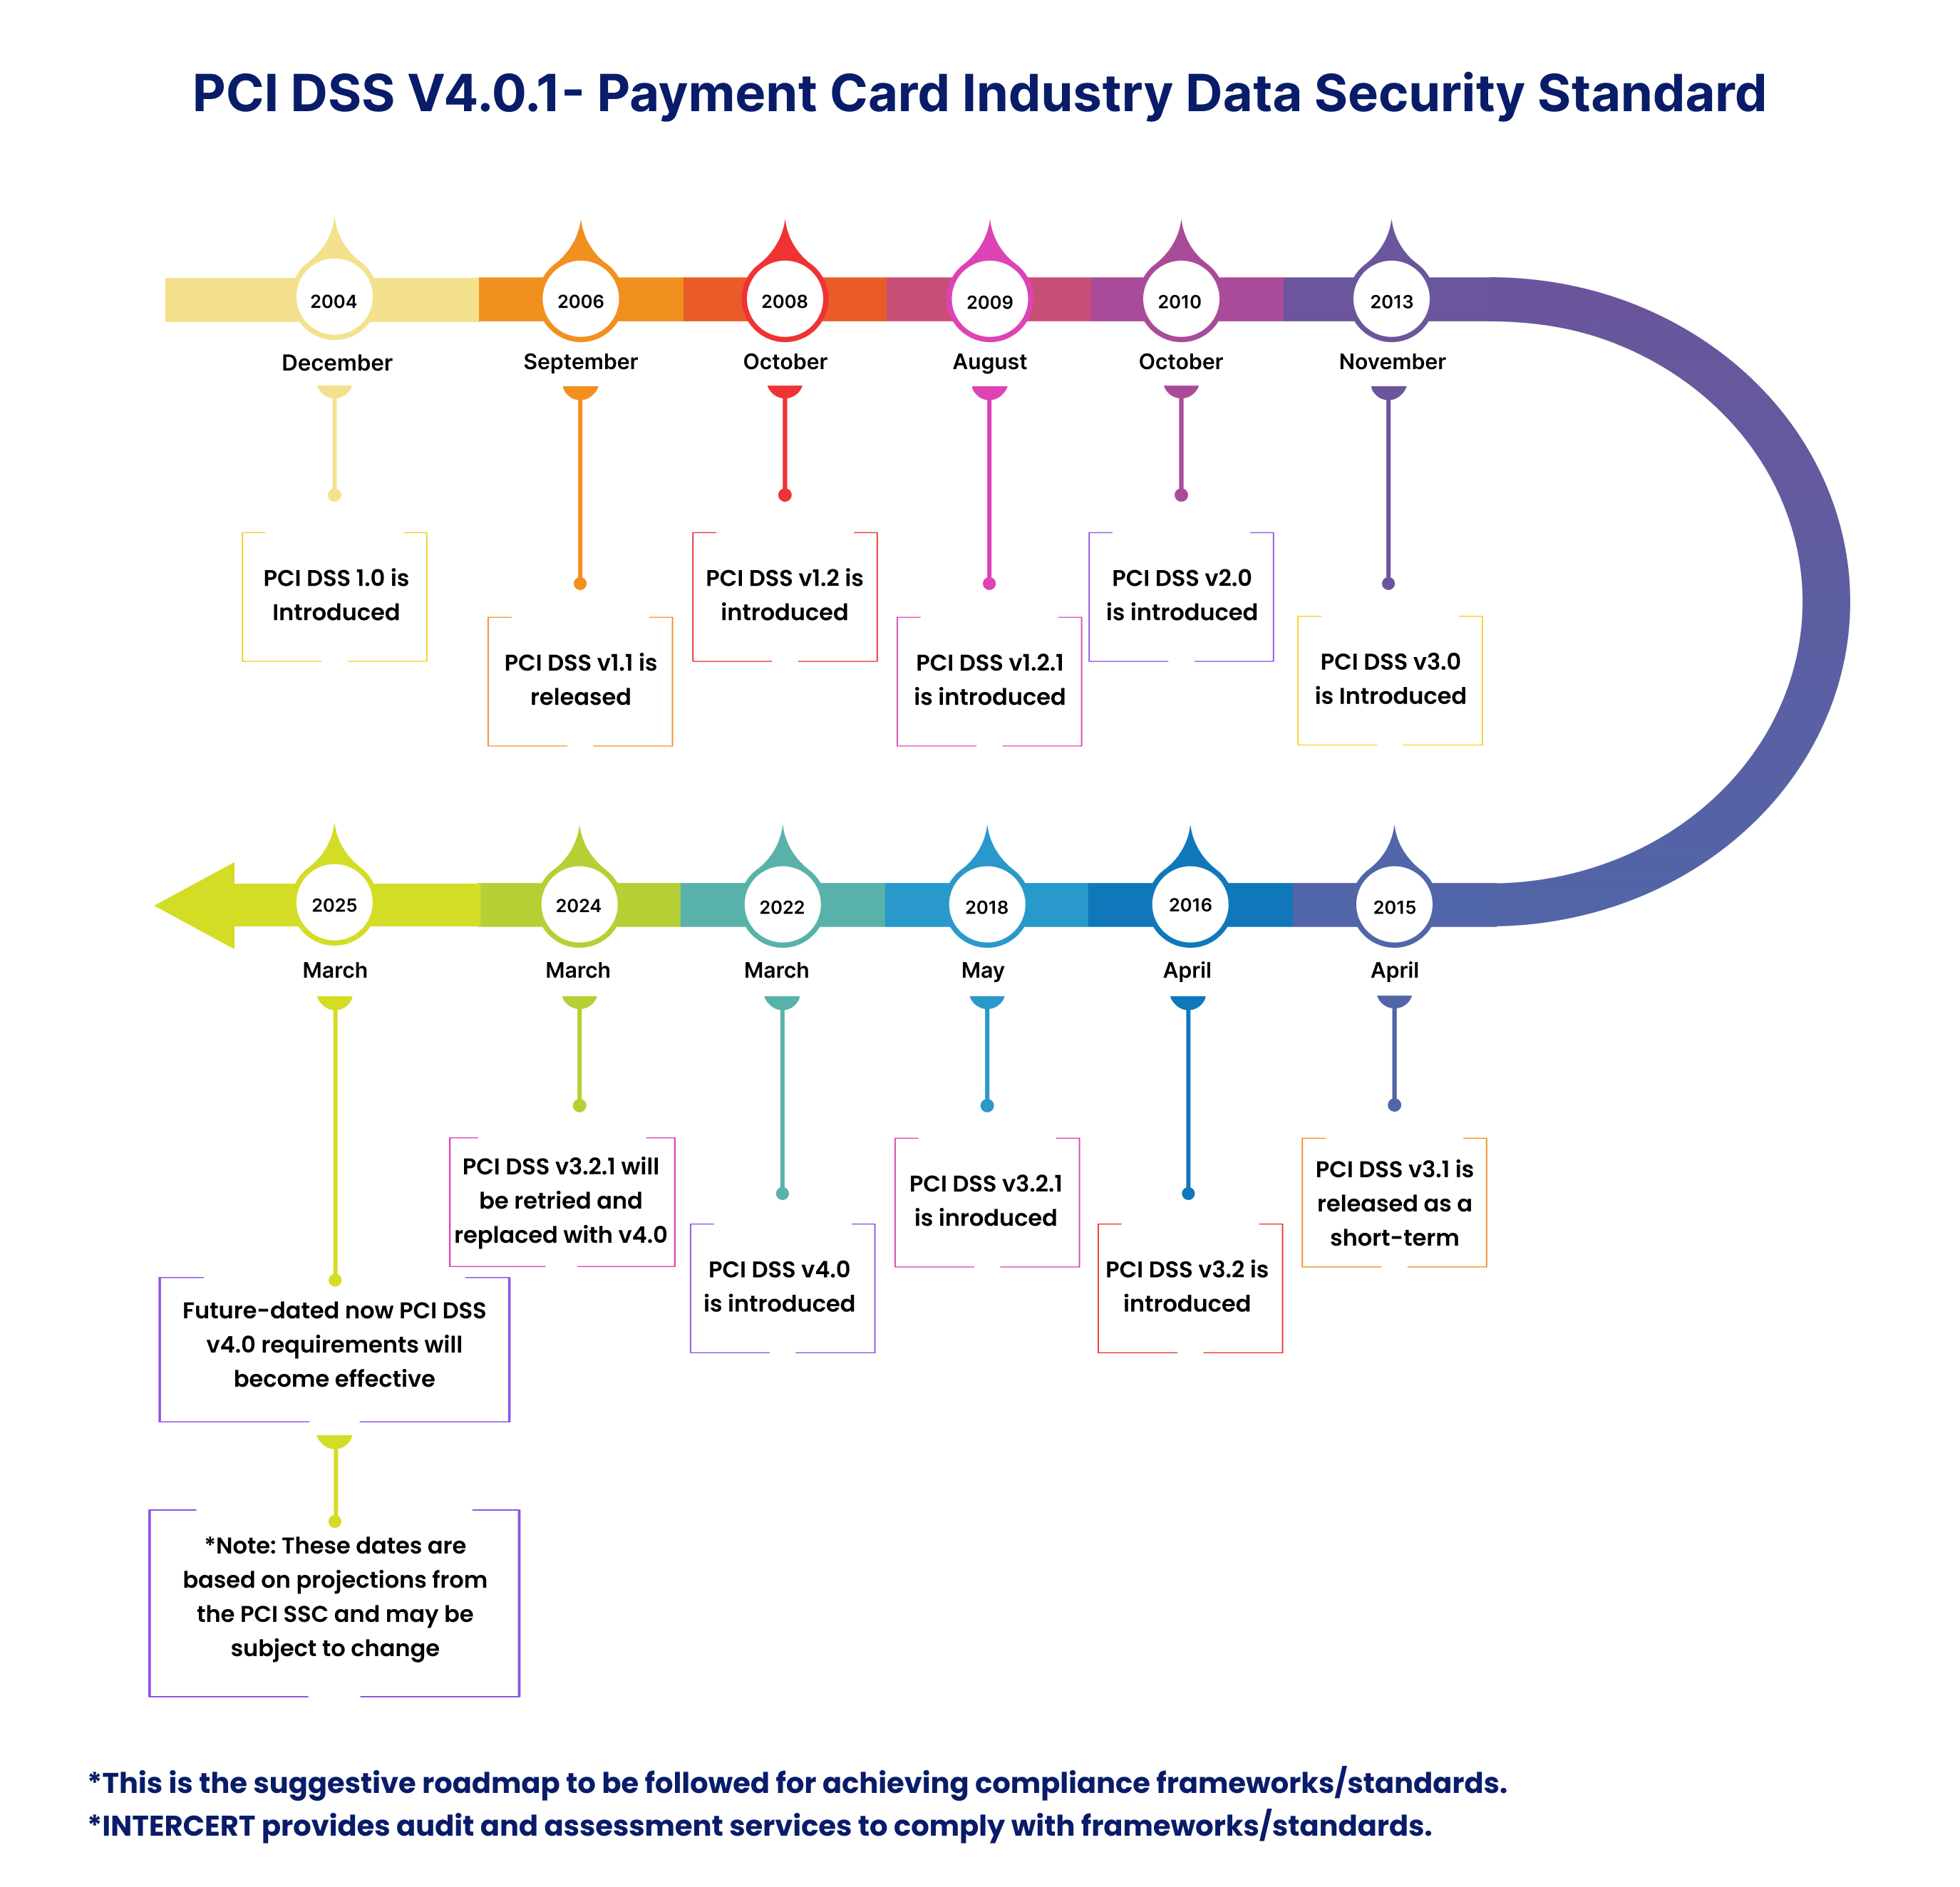 PCI DSS V4.0.1- Payment Card Industry Data Security Standard
2004
December
PCI DSS 1.0 is
Introduced
2006
September
PCI DSS v1.1 is
released
2008
October
PCI DSS v1.2 is
introduced
2009
August
PCI DSS v1.2.1
is introduced
2010
October
PCI DSS v2.0
is introduced
2013
November
PCI DSS v3.0
is Introduced
2015
April
PCI DSS v3.1 is
released as a
short-term
2016
April
PCI DSS v3.2 is
introduced
2018
May
PCI DSS v3.2.1
is inroduced
2022
March
PCI DSS v4.0
is introduced
2024
March
PCI DSS v3.2.1 will
be retried and
replaced with v4.0
2025
March
Future-dated now PCI DSS
v4.0 requirements will
become effective
*Note: These dates are
based on projections from
the PCI SSC and may be
subject to change
*This is the suggestive roadmap to be followed for achieving compliance frameworks/standards.
*INTERCERT provides audit and assessment services to comply with frameworks/standards.